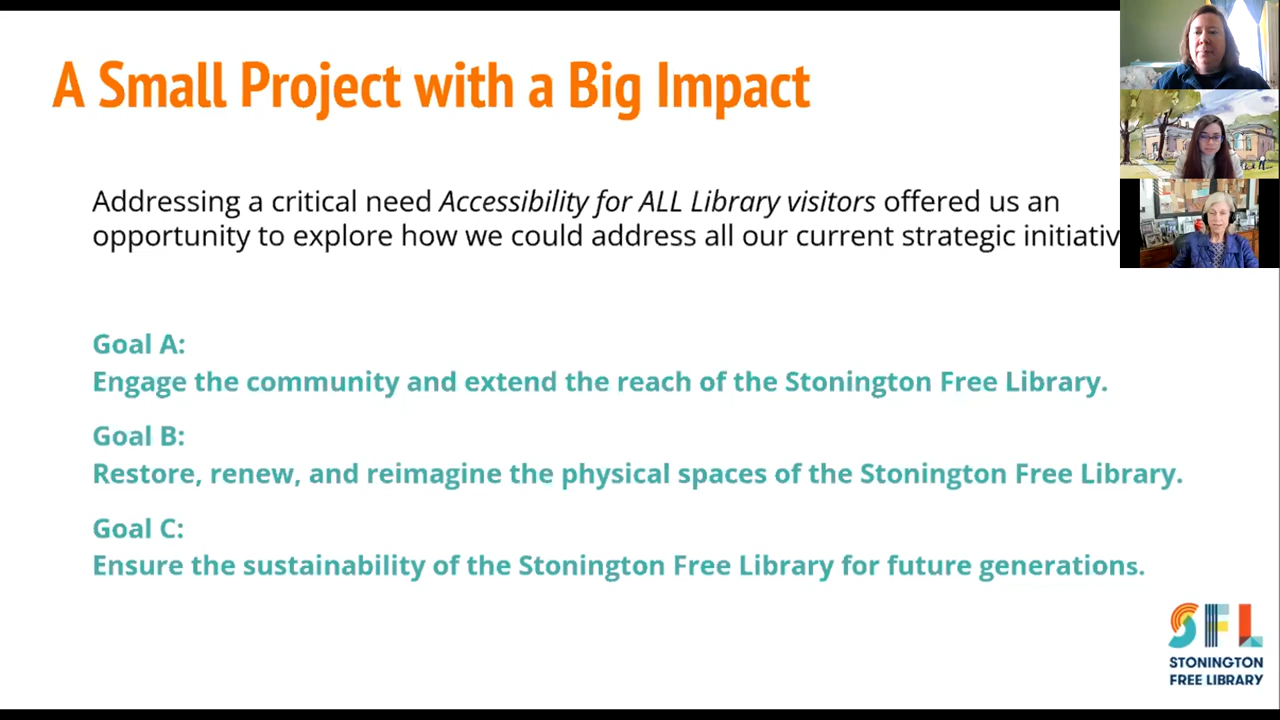 A Small Project with a Big Impact
Addressing a critical need Accessibility for ALL Library visitors offered us an
opportunity to explore how we could address all our current strategic initiativ
Goal A:
Engage the community and extend the reach of the Stonington Free Library.
Goal B:
Restore, renew, and reimagine the physical spaces of the Stonington Free Library.
Goal C:
Ensure the sustainability of the Stonington Free Library for future generations.
SFL
STONINGTON
FREE LIBRARY